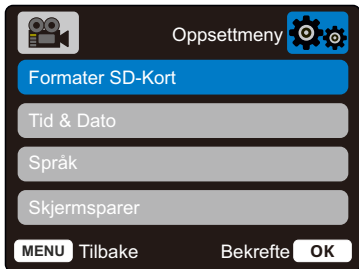 Oppsettmeny
Formater SD-Kort
Tid & Dato
Språk
Skjermsparer
MENU Tilbake Bekrefte OK